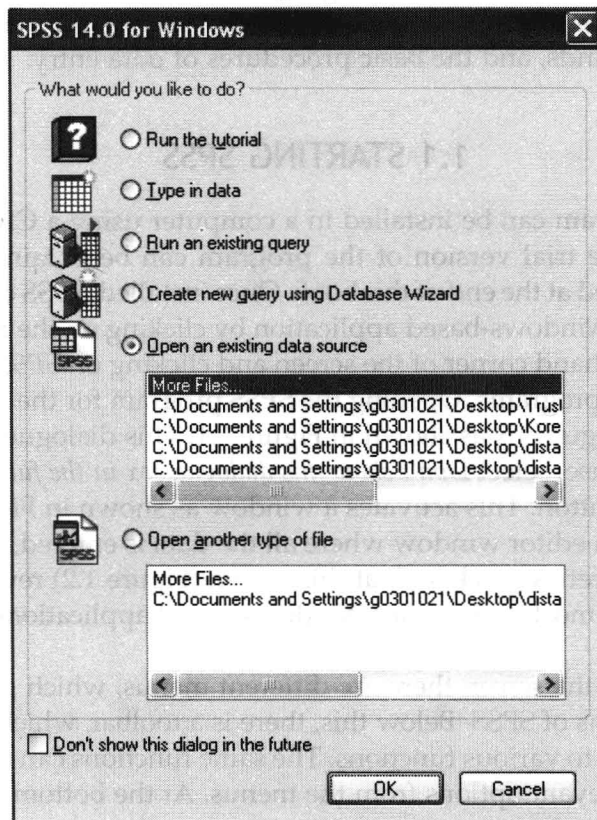 SPSS 14.0 for Windows
What would you like to do?
Run the tutorial
Type in data
Run an existing query
Create new query using Database Wizard
SPSS
Open an existing data source
More Files...
C:\Documents and Settings\g0301021\Desktop\Trusl
C:\Documents and Settings\g0301021\Desktop\Kore
C:\Documents and Settings\g0301021\Desktop\dista
C:\Documents and Settings\g0301021\Desktop\dista
SPSS
Open another type of file
More Files...
C:\Documents and Settings\g0301021\Desktop\dista
Don't show this dialog in the future
OK
Cancel